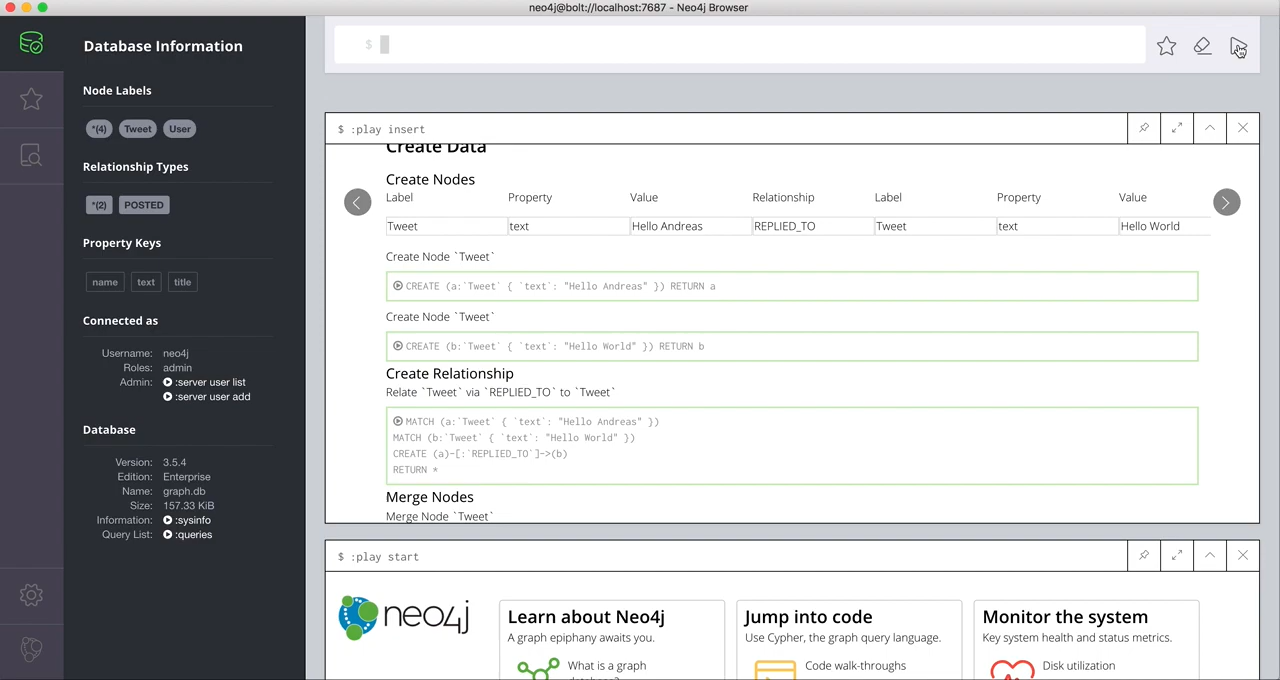 neo4j@bolt://localhost:7687 - Neo4j Browser
Database Information
Node Labels
*(4) Tweet User
Relationship Types
*(2) POSTED
Property Keys
name text title
Connected as
Username: neo4j
Roles: admin
Admin: :server user list
:server user add
Database
Version: 3.5.4
Edition: Enterprise
Name: graph.db
Size: 157.33 KiB
Information: :sysinfo
Query List: :queries
$
$ :play insert
Create Data
Create Nodes
Label Property Value Relationship Label Property Value
Tweet text Hello Andreas REPLIED_TO Tweet text Hello World
Create Node `Tweet`
CREATE (a:`Tweet` { `text`: "Hello Andreas" }) RETURN a
Create Node `Tweet`
CREATE (b:`Tweet` { `text`: "Hello World" }) RETURN b
Create Relationship
Relate `Tweet` via `REPLIED_TO` to `Tweet`
MATCH (a:`Tweet` { `text`: "Hello Andreas" })
MATCH (b:`Tweet` { `text`: "Hello World" })
CREATE (a)-[:`REPLIED_TO`]->(b)
RETURN *
Merge Nodes
Merge Node `Tweet`
$ :play start
neo4j
Learn about Neo4j
A graph epiphany awaits you.
What is a graph
database?
Jump into code
Use Cypher, the graph query language.
Code walk-throughs
Monitor the system
Key system health and status metrics.
Disk utilization